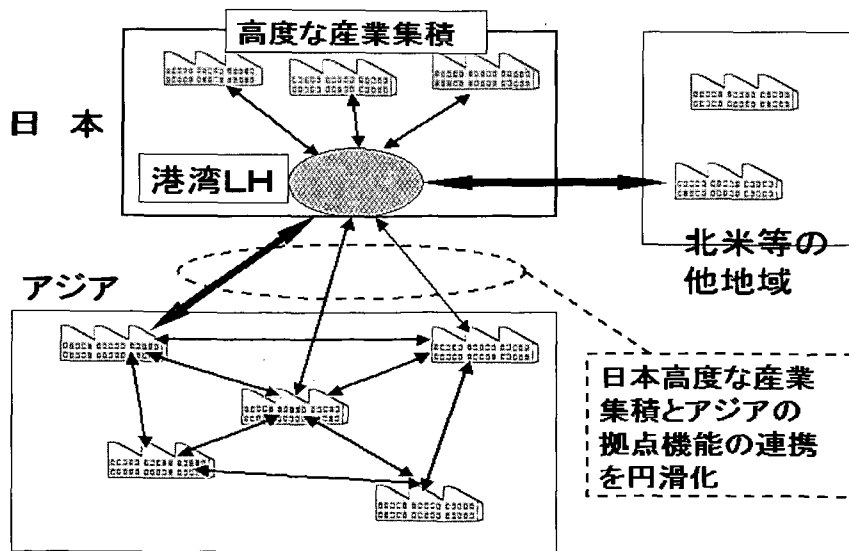 高度な産業集積
日 本
港湾LH
北米等の
他地域
アジア
日本高度な産業
集積とアジアの
拠点機能の連携
を円滑化